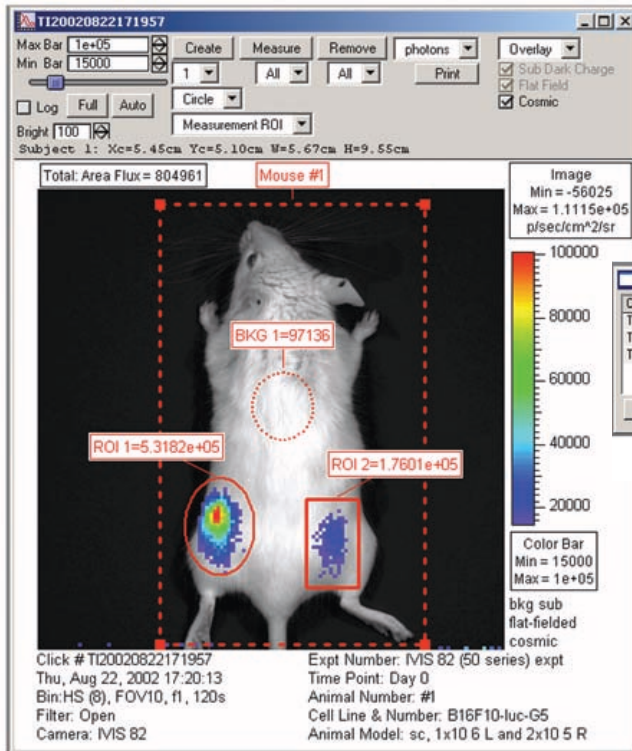 TI20020822171957
Max Bar 1e+05
Min Bar 15000
Create Measure Remove photons
1 All All Print
Circle
Log Full Auto
Measurement ROI
Bright 100
Overlay
Sub Dark Charge
Flat Field
Cosmic
Subject 1: Xc=5.45cm Yc=5.10cm W=5.67cm H=9.55cm
Total: Area Flux = 804961
Mouse #1
BKG 1=97136
ROI 1=5.3182e+05
ROI 2=1.7601e+05
Image
Min = -56025
Max = 1.1115e+05
p/sec/cm^2/sr
100000
80000
60000
40000
20000
Color Bar
Min = 15000
Max = 1e+05
bkg sub
flat-fielded
cosmic
Click # TI20020822171957
Thu, Aug 22, 2002 17:20:13
Bin:HS (8), FOV10, f1, 120s
Filter: Open
Camera: IVIS 82
Expt Number: IVIS 82 (50 series) expt
Time Point: Day 0
Animal Number: #1
Cell Line & Number: B16F10-luc-G5
Animal Model: sc, 1x10 6 L and 2x10 5 R